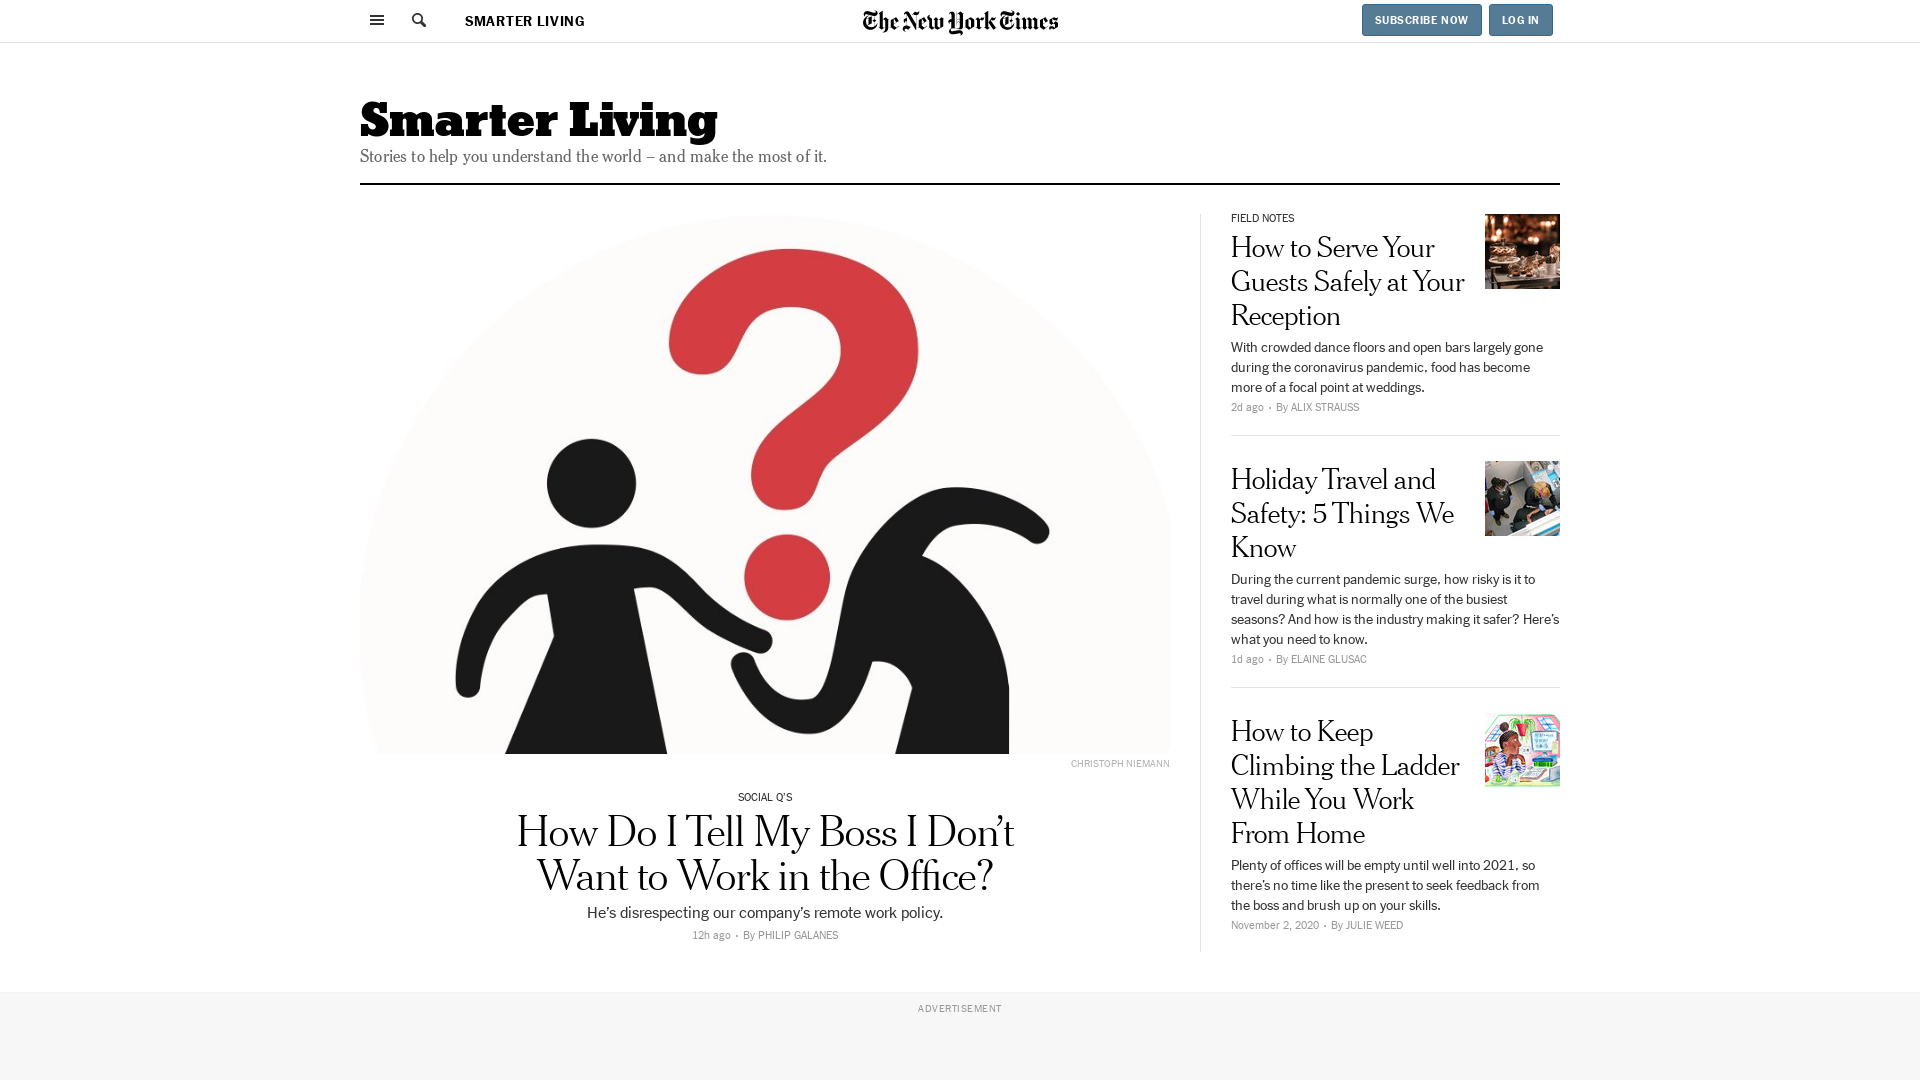 SMARTER LIVING
The New York Times
SUBSCRIBE NOW
LOG IN
Smarter Living
Stories to help you understand the world – and make the most of it.
CHRISTOPH NIEMANN
SOCIAL Q'S
How Do I Tell My Boss I Don’t
Want to Work in the Office?
He’s disrespecting our company’s remote work policy.
12h ago • By PHILIP GALANES
FIELD NOTES
How to Serve Your
Guests Safely at Your
Reception
With crowded dance floors and open bars largely gone
during the coronavirus pandemic, food has become
more of a focal point at weddings.
2d ago • By ALIX STRAUSS
Holiday Travel and
Safety: 5 Things We
Know
During the current pandemic surge, how risky is it to
travel during what is normally one of the busiest
seasons? And how is the industry making it safer? Here’s
what you need to know.
1d ago • By ELAINE GLUSAC
How to Keep
Climbing the Ladder
While You Work
From Home
Plenty of offices will be empty until well into 2021, so
there’s no time like the present to seek feedback from
the boss and brush up on your skills.
November 2, 2020 • By JULIE WEED
ADVERTISEMENT